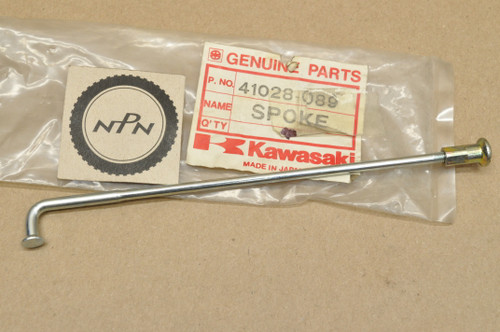 GENUINE PARTS
P. NO. 41028-089
NAME SPOKE
Q'TY
Kawasaki
MADE IN JAPAN
NPN